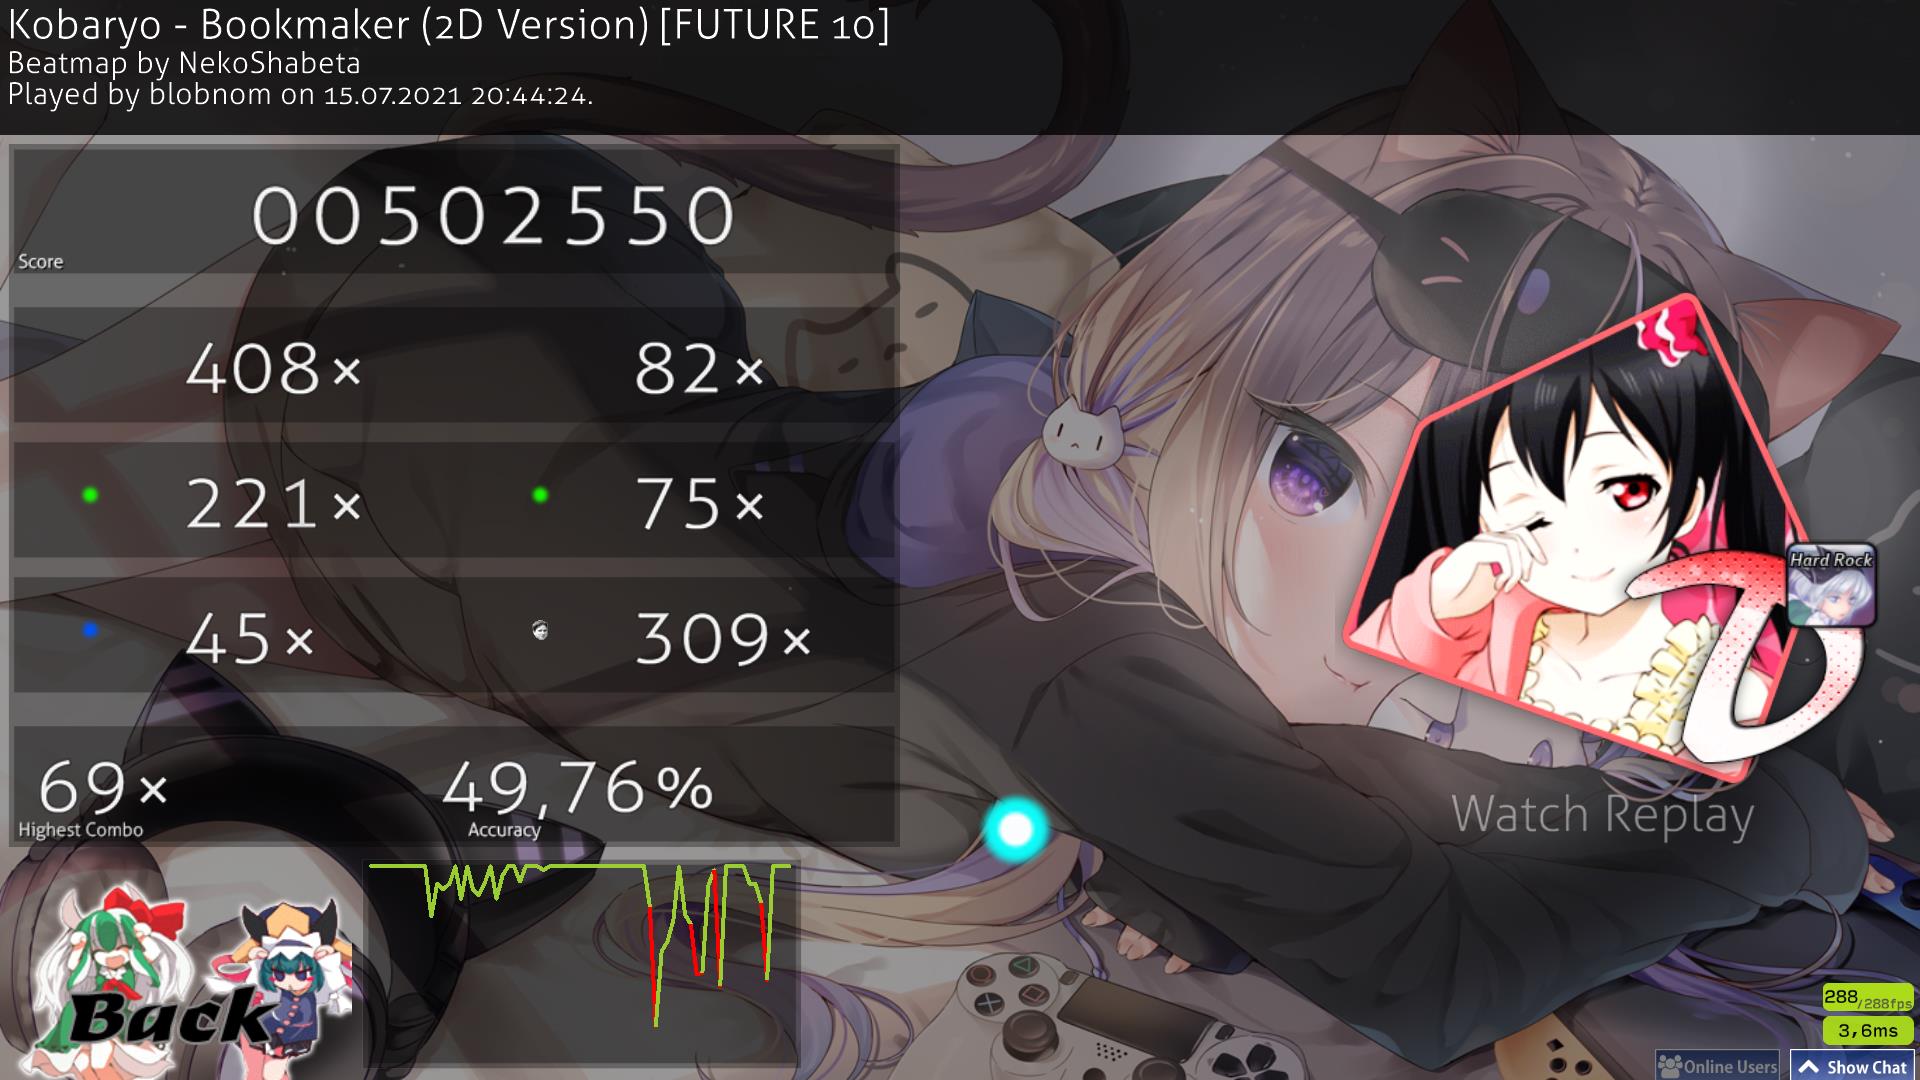 Kobaryo - Bookmaker (2D Version) [FUTURE 10]
Beatmap by NekoShabeta
Played by blobnom on 15.07.2021 20:44:24.
00502550
Score
408× 82×
221× 75×
45× 309×
69× 49,76%
Highest Combo Accuracy
Hard Rock
D
Watch Replay
Back
288/288fps
3,6ms
Online Users Show Chat